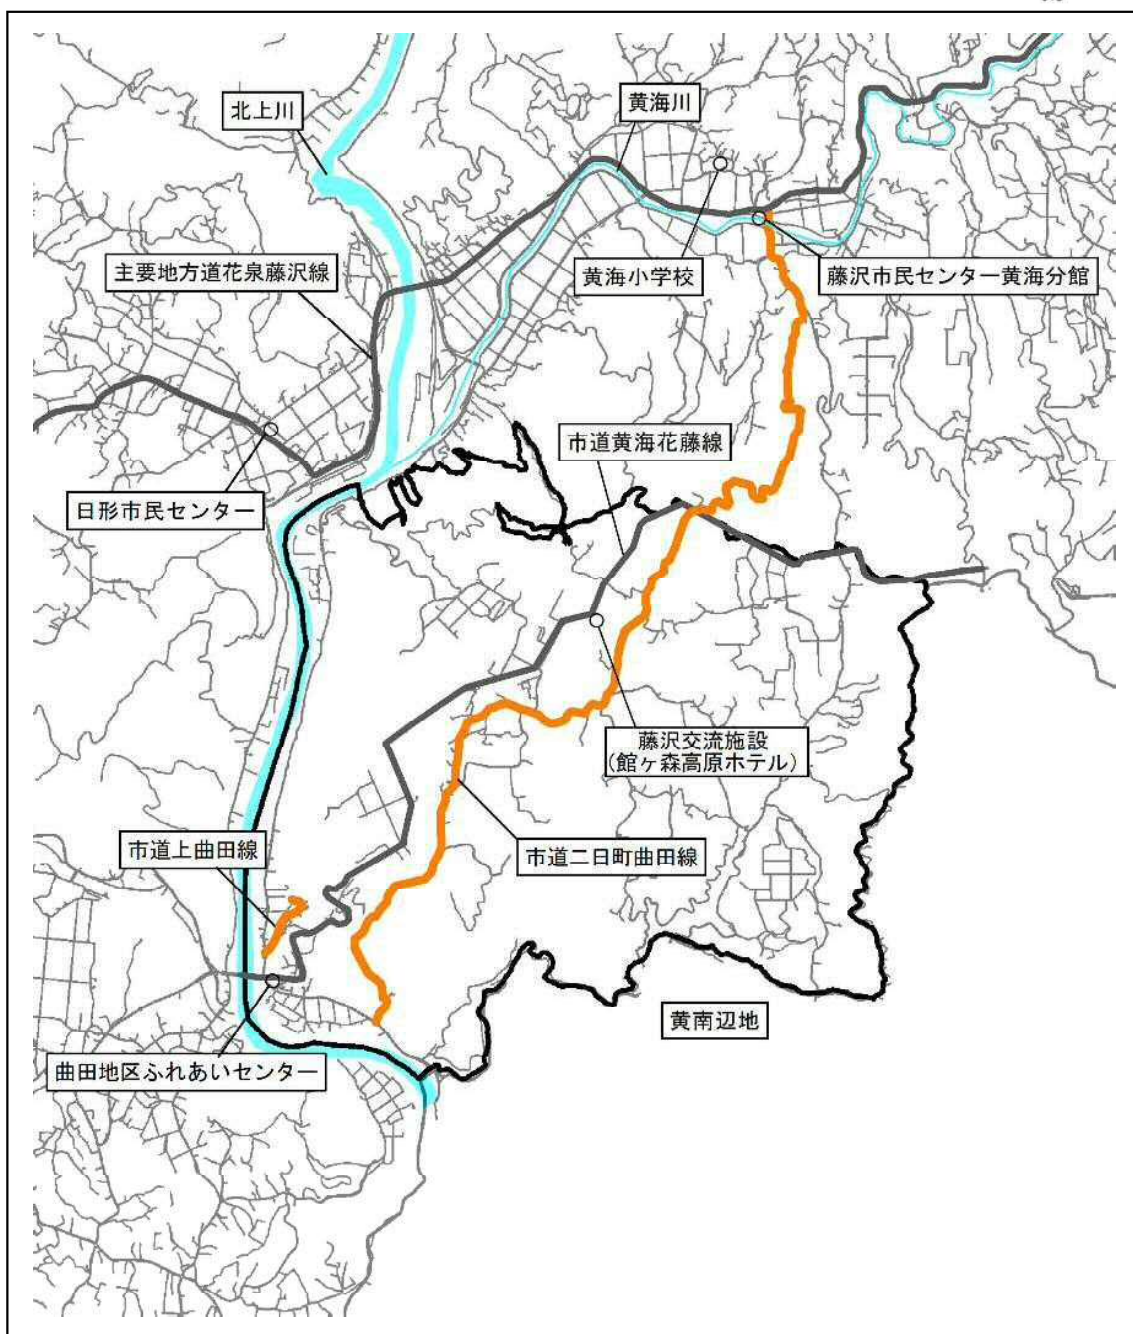 北上川
黄海川
主要地方道花泉藤沢線
黄海小学校
藤沢市民センター黄海分館
市道黄海花藤線
日形市民センター
藤沢交流施設
(館ヶ森高原ホテル)
市道上曲田線
市道二日町曲田線
黄南辺地
曲田地区ふれあいセンター